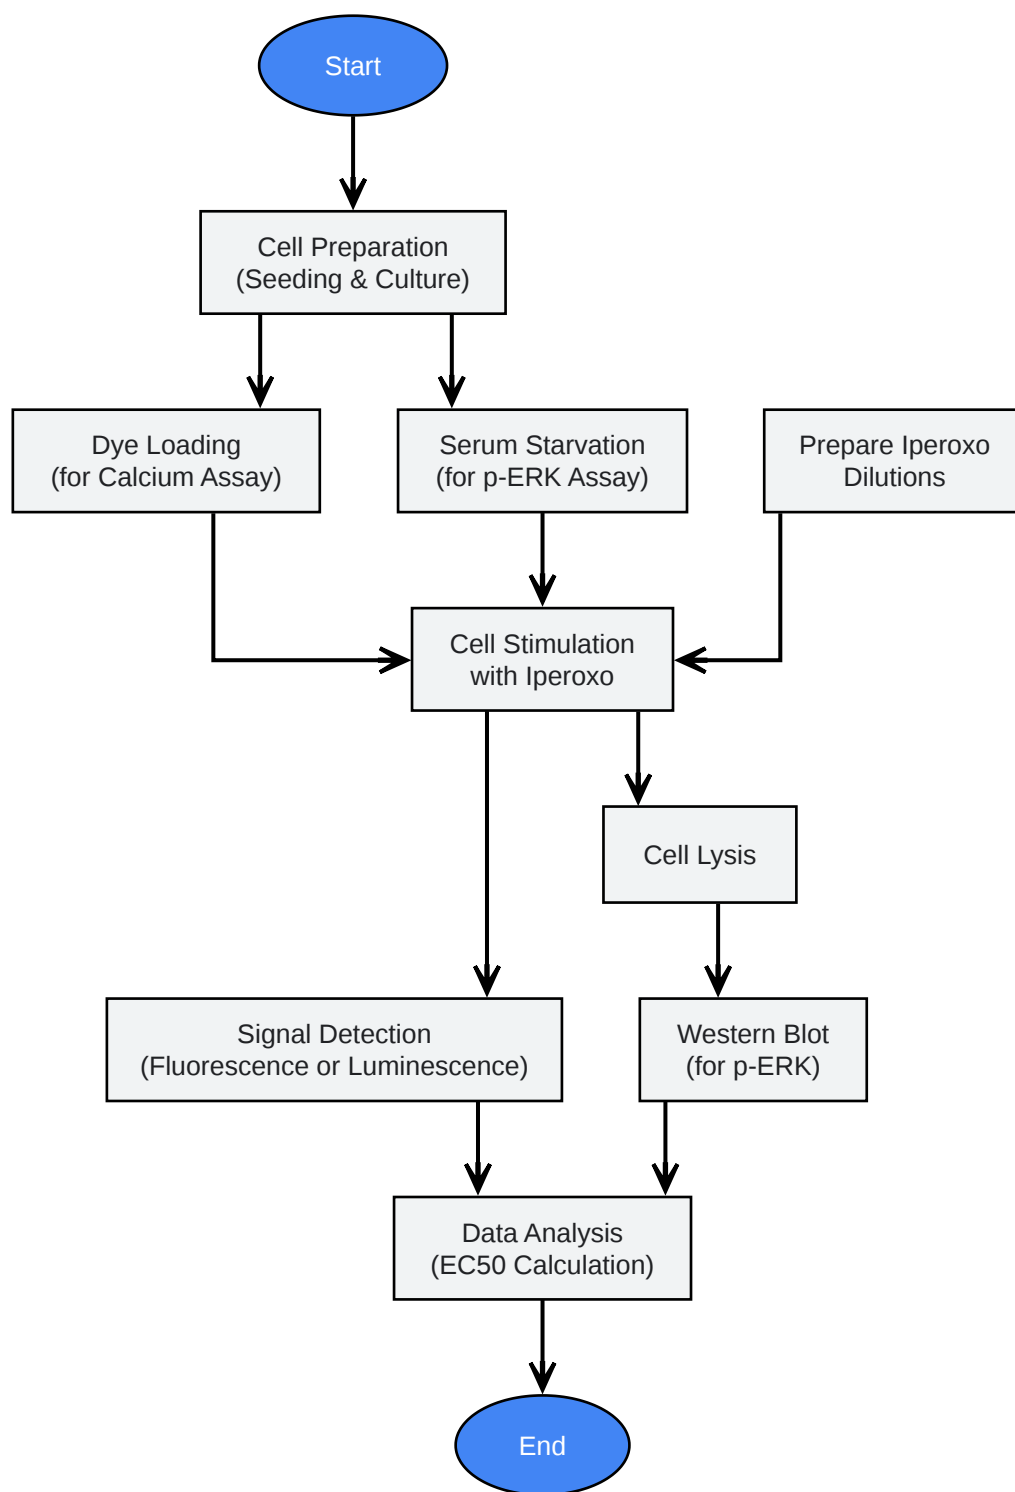 Start
Cell Preparation
(Seeding & Culture)
Dye Loading
(for Calcium Assay)
Serum Starvation
(for p-ERK Assay)
Prepare Iperoxo
Dilutions
Cell Stimulation
with Iperoxo
Cell Lysis
Signal Detection
(Fluorescence or Luminescence)
Western Blot
(for p-ERK)
Data Analysis
(EC50 Calculation)
End